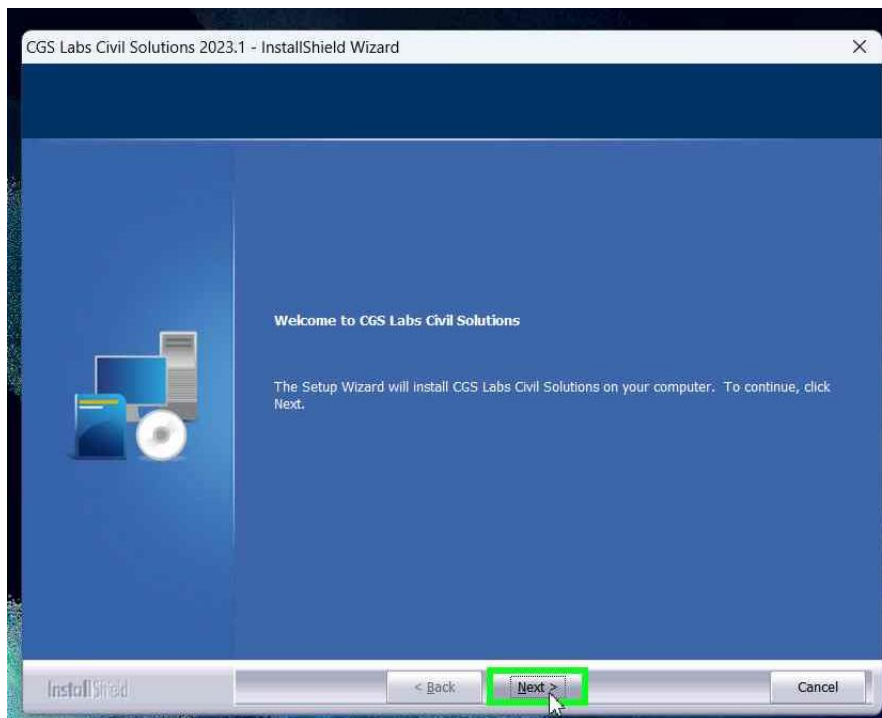 CGS Labs Civil Solutions 2023.1 - InstallShield Wizard
Welcome to CGS Labs Civil Solutions
The Setup Wizard will install CGS Labs Civil Solutions on your computer. To continue, click
Next.
InstallShield
< Back
Next >
Cancel